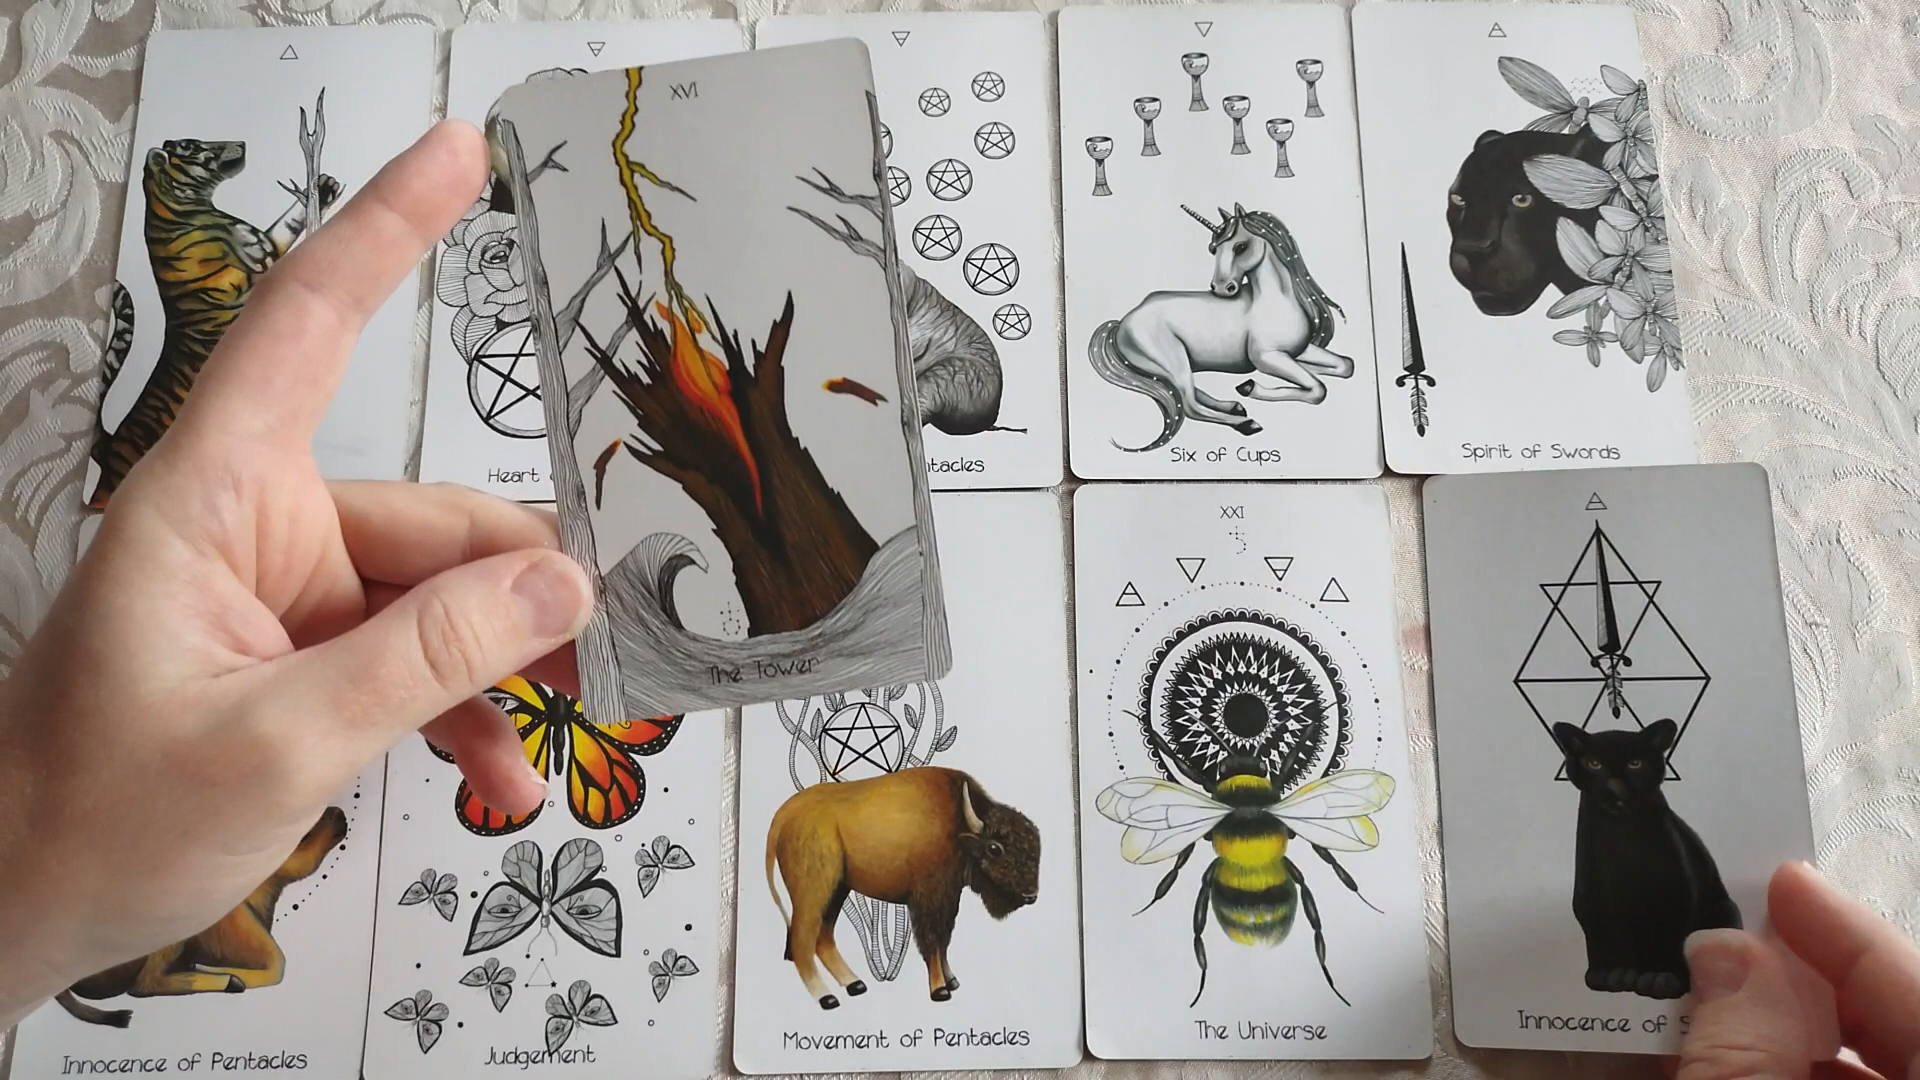 XVI
The Tower
Heart
ntacles
Six of Cups
Spirit of Swords
XXI
Innocence of Pentacles
Judgement
Movement of Pentacles
The Universe
Innocence of S